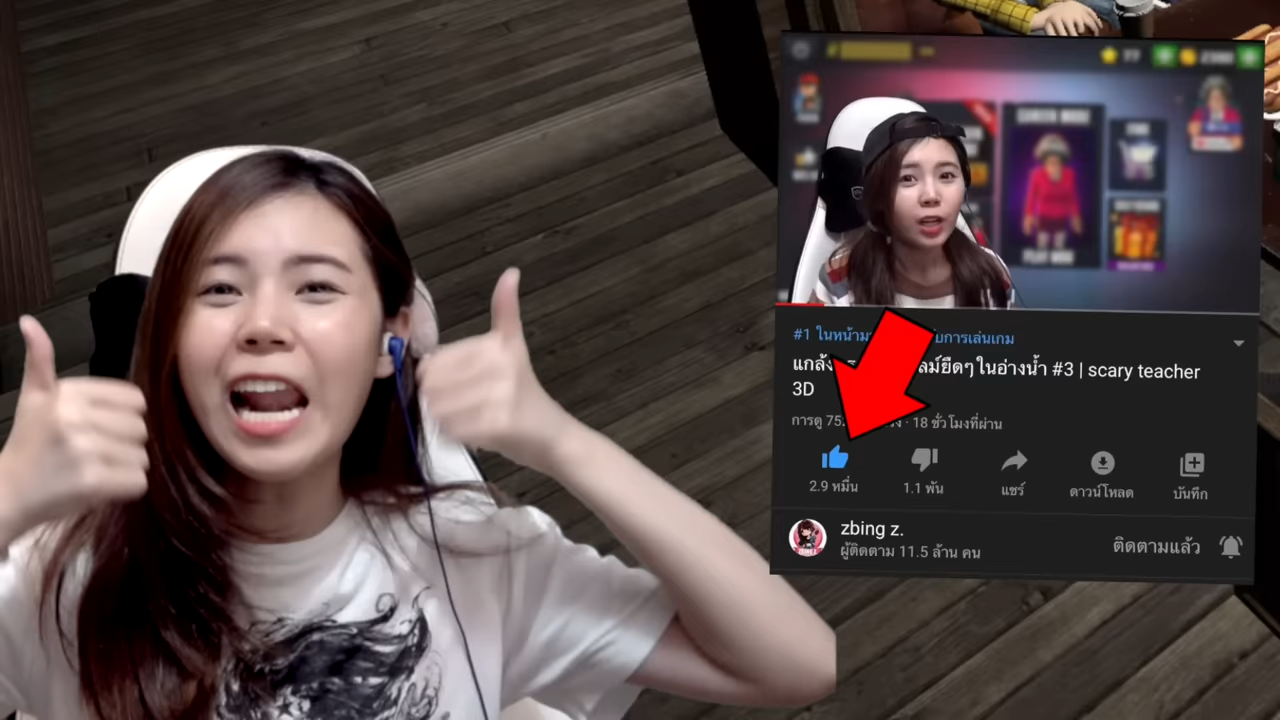 77
#1 ในหน้าม บการเล่นเกม
แกล้ง ลม์ยืดๆในอ่างน้ำ #3 | scary teacher
3D
การดู 75. · 18 ชั่วโมงที่ผ่าน
2.9 หมื่น
1.1 พัน
แชร์
ดาวน์โหลด
บันทึก
zbing z.
ผู้ติดตาม 11.5 ล้าน คน
ติดตามแล้ว